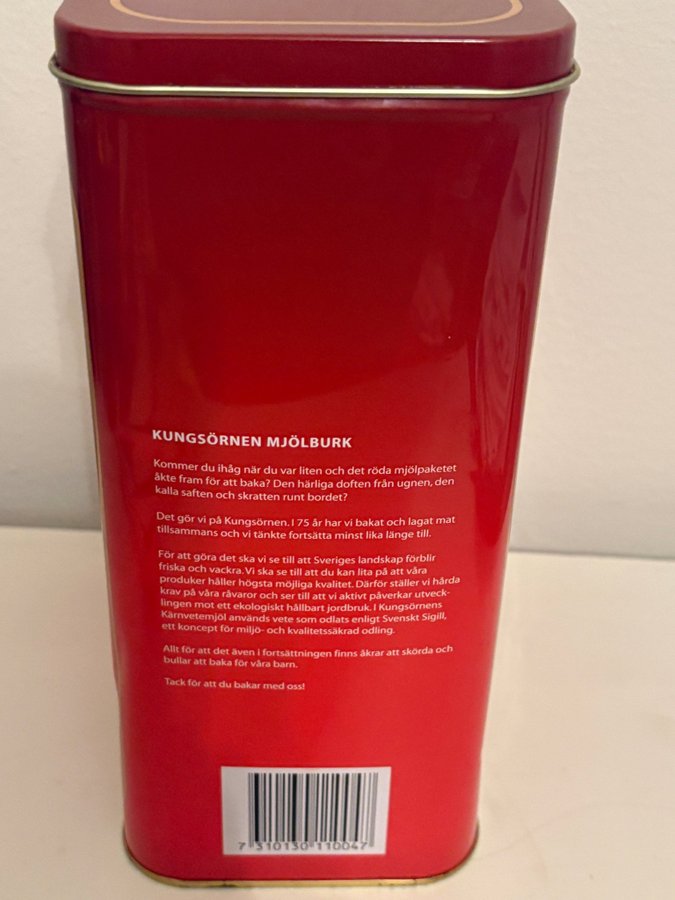 KUNGSÖRNEN MJÖLBURK
Kommer du ihåg när du var liten och det röda mjölpaketet
åkte fram för att baka? Den härliga doften från ugnen, den
kalla saften och skratten runt bordet?
Det gör vi på Kungsörnen. I 75 år har vi bakat och lagat mat
tillsammans och vi tänkte fortsätta minst lika länge till.
För att göra det ska vi se till att Sveriges landskap förblir
friska och vackra. Vi ska se till att du kan lita på att våra
produker håller högsta möjliga kvalitet. Därför ställer vi hårda
krav på våra råvaror och ser till att vi aktivt påverkar utveck-
lingen mot ett ekologiskt hållbart jordbruk. I Kungsörnens
Kärnvetemjöl används vete som odlats enligt Svenskt Sigill,
ett koncept för miljö- och kvalitetssäkrad odling.
Allt för att det även i fortsättningen finns åkrar att skörda och
bullar att baka för våra barn.
Tack för att du bakar med oss!
7 310130 110047